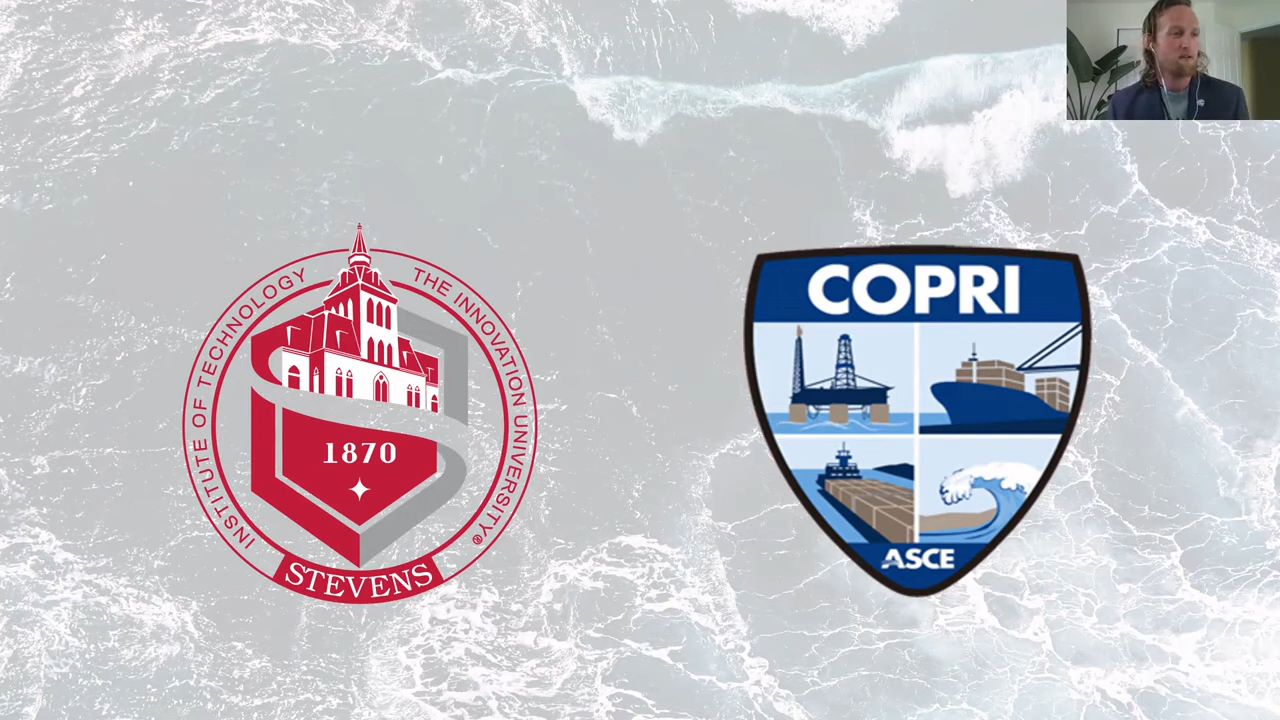 INSTITUTE OF TECHNOLOGY
THE INNOVATION UNIVERSITY®
1870
STEVENS
COPRI
ASCE